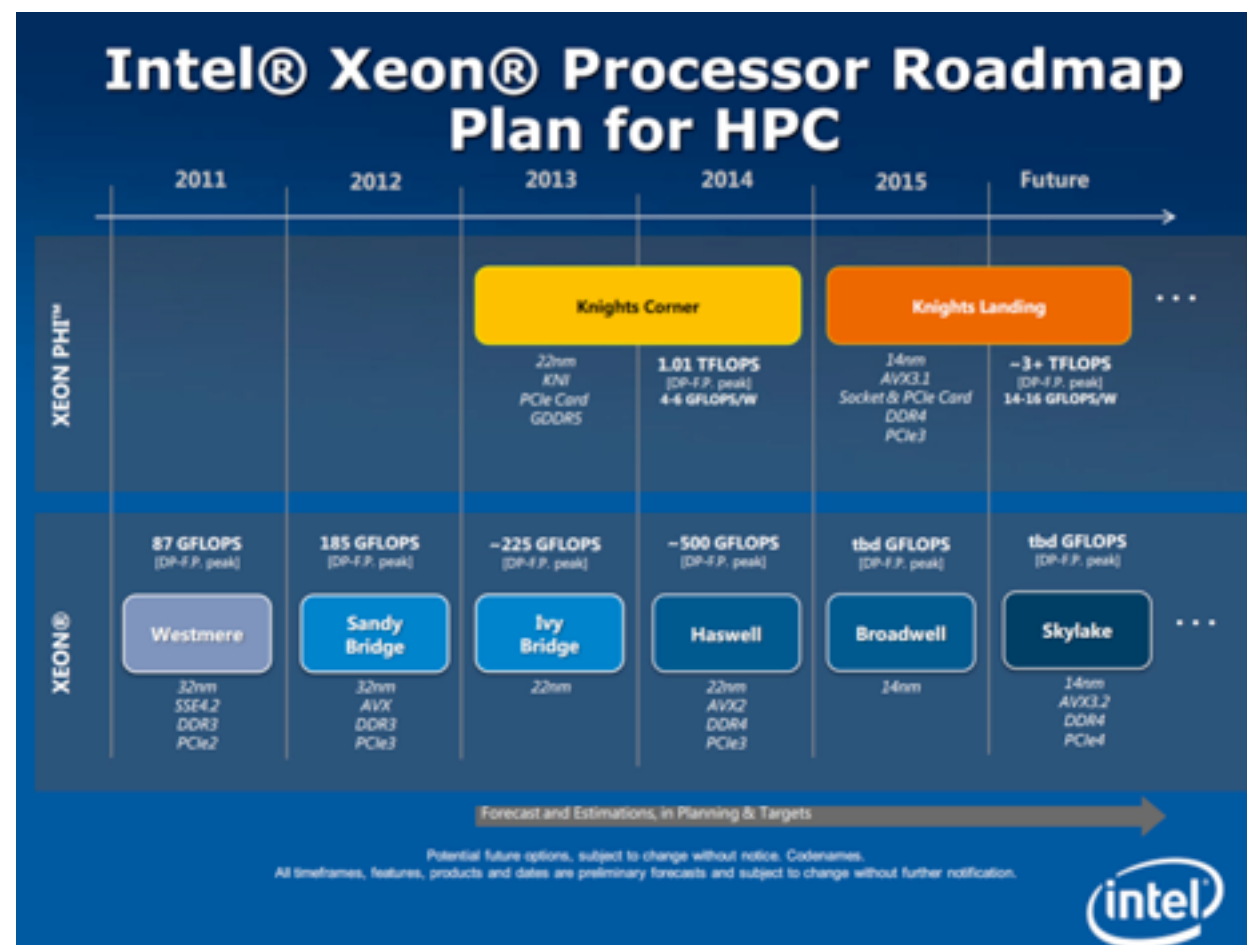 Intel® Xeon® Processor Roadmap
Plan for HPC
2011
2012
2013
2014
2015
Future
XEON PHI™
Knights Corner
22nm
KNI
PCIe Card
GDDR5
1.01 TFLOPS
[DP-F.P. peak]
4-6 GFLOPS/W
Knights Landing
14nm
AVX3.1
Socket & PCIe Card
DDR4
PCIe3
~3+ TFLOPS
[DP-F.P. peak]
14-16 GFLOPS/W
...
XEON®
87 GFLOPS
[DP-F.P. peak]
Westmere
32nm
SSE4.2
DDR3
PCIe2
185 GFLOPS
[DP-F.P. peak]
Sandy
Bridge
32nm
AVX
DDR3
PCIe3
~225 GFLOPS
[DP-F.P. peak]
Ivy
Bridge
22nm
~500 GFLOPS
[DP-F.P. peak]
Haswell
22nm
AVX2
DDR4
PCIe3
tbd GFLOPS
[DP-F.P. peak]
Broadwell
14nm
tbd GFLOPS
[DP-F.P. peak]
Skylake
14nm
AVX3.2
DDR4
PCIe4
...
Forecast and Estimations, in Planning & Targets
Potential future options, subject to change without notice. Codenames.
All timeframes, features, products and dates are preliminary forecasts and subject to change without further notification.
intel®